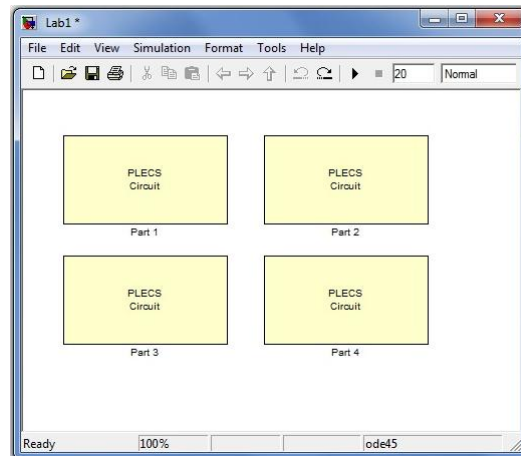 Lab1 *
File Edit View Simulation Format Tools Help
20 Normal
PLECS
Circuit
Part 1
PLECS
Circuit
Part 2
PLECS
Circuit
Part 3
PLECS
Circuit
Part 4
Ready 100% ode45